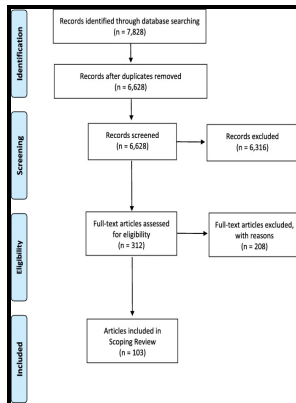 Identification
Records identified through database searching
(n = 7,828)
Records after duplicates removed
(n = 6,628)
Screening
Records screened
(n = 6,628)
Records excluded
(n = 6,316)
Eligibility
Full-text articles assessed
for eligibility
(n = 312)
Full-text articles excluded,
with reasons
(n = 208)
Included
Articles included in
Scoping Review
(n = 103)